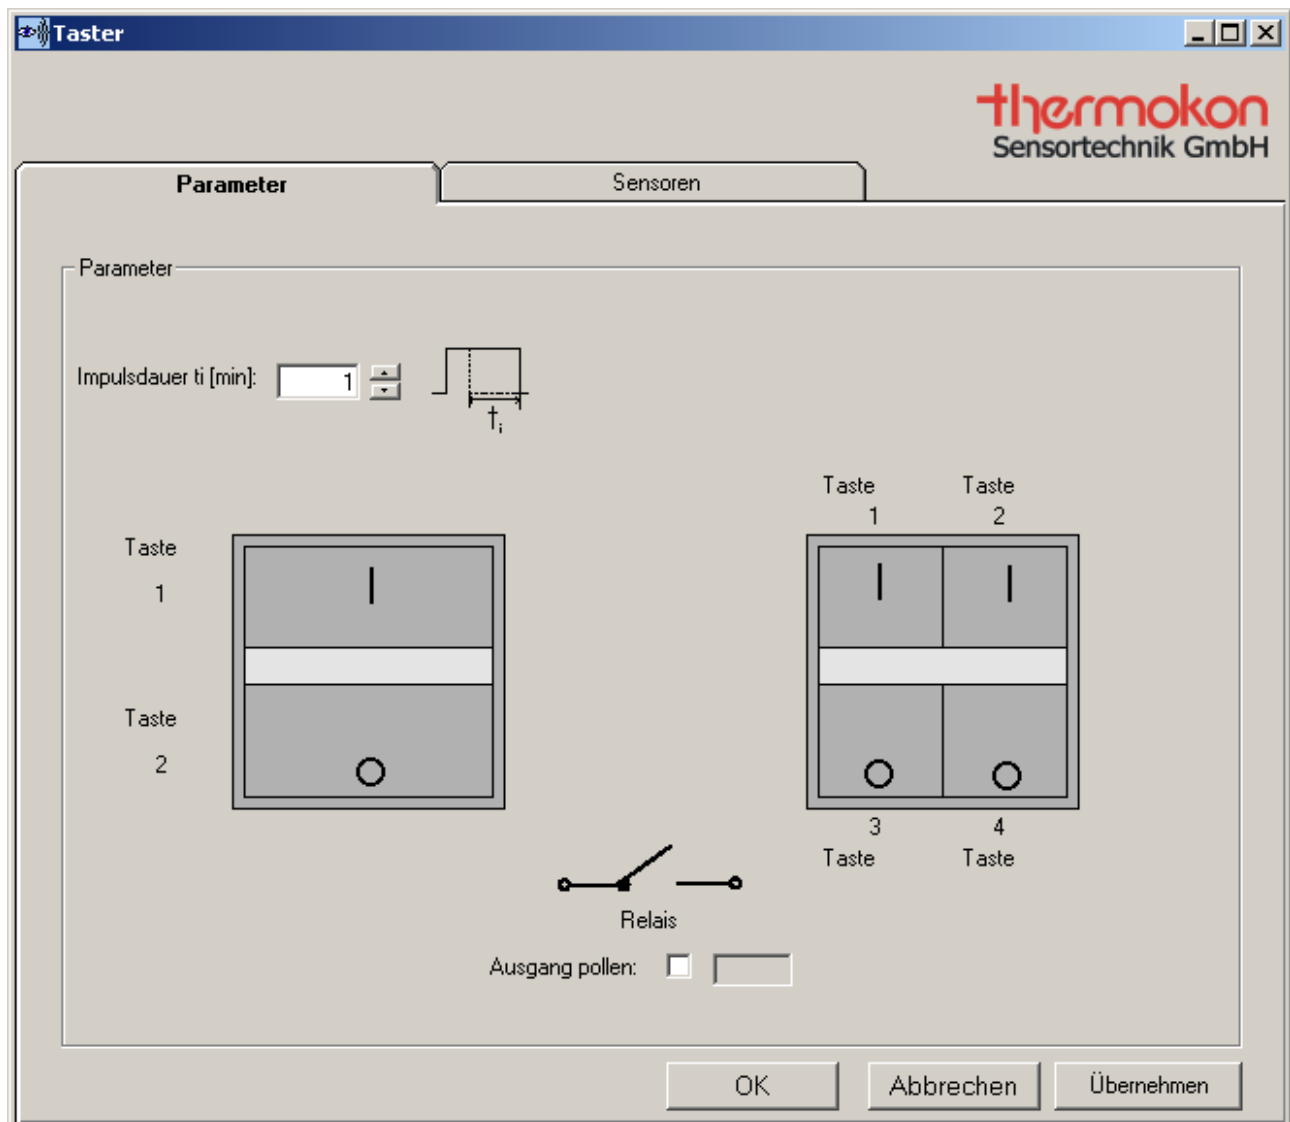 Taster
thermokon
Sensortechnik GmbH
Parameter
Sensoren
Parameter
Impulsdauer ti [min]: 1
ti
Taste Taste
1 2
Taste
1
Taste
2
3 4
Taste Taste
Relais
Ausgang pollen:
OK Abbrechen Übernehmen